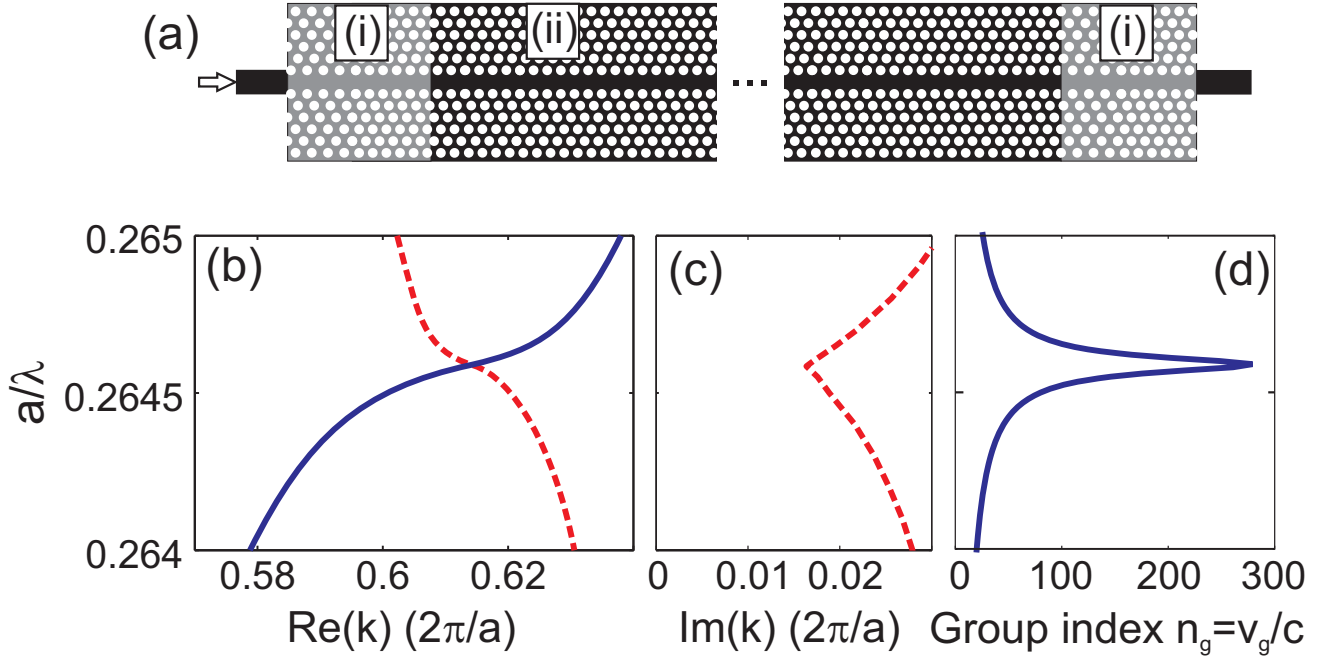 (a) (i) (ii) (i)
(b) (c) (d)
a/λ
0.265
0.2645
0.264
0.58 0.6 0.62
0 0.01 0.02
0 100 200 300
Re(k) (2π/a)
Im(k) (2π/a)
Group index n_g=v_g/c